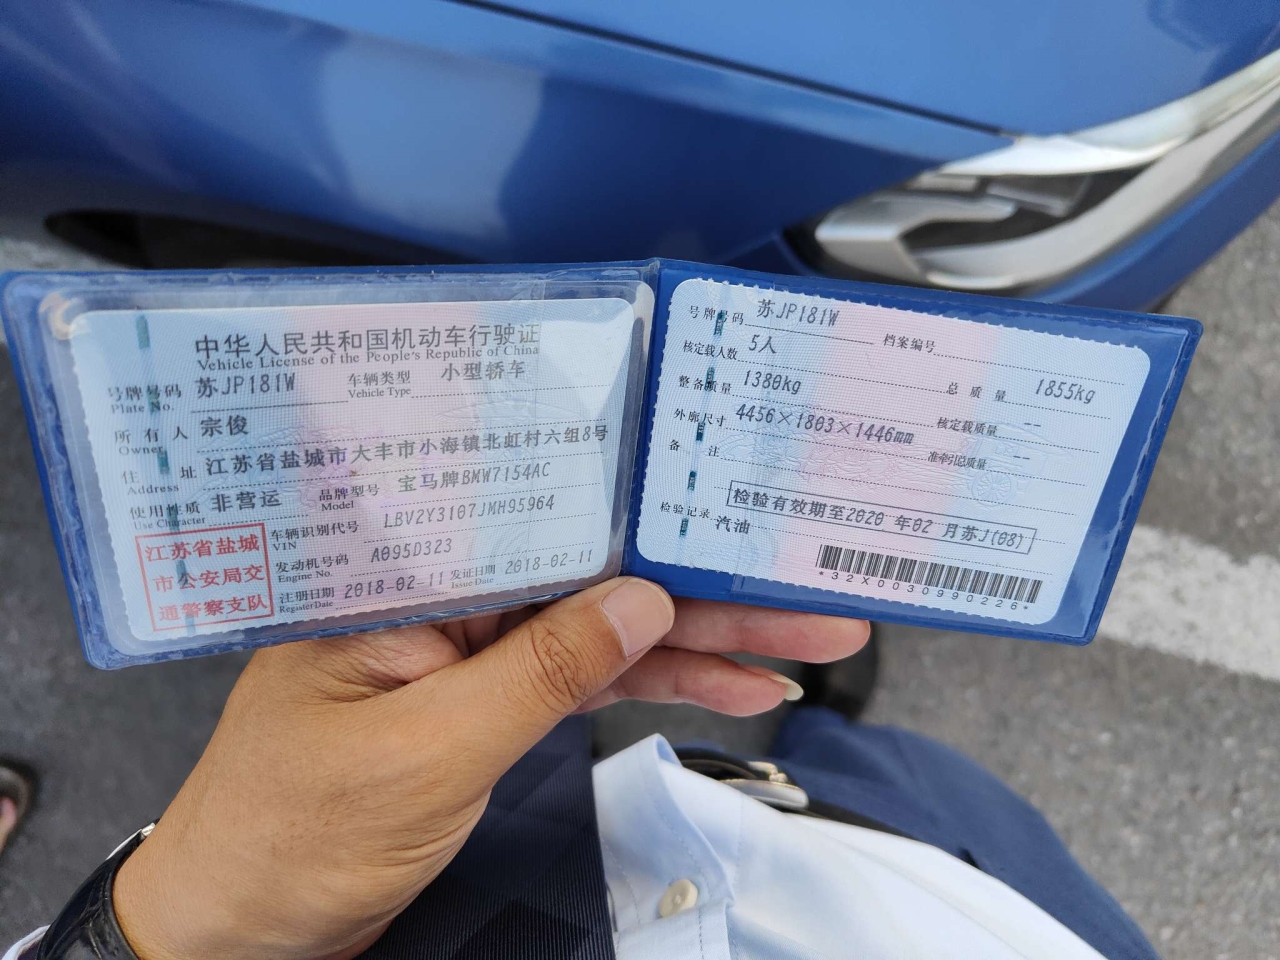 中华人民共和国机动车行驶证
Vehicle License of the People's Republic of China
号牌号码 苏JP181W 车辆类型 小型轿车
Plate No. Vehicle Type
所有人 宗俊
Owner
住址 江苏省盐城市大丰市小海镇北虹村六组8号
Address
使用性质 非营运 品牌型号 宝马牌BMW7154AC
Use Character Model
江苏省盐城
市公安局交
通警察支队
车辆识别代号 LBV2Y3107JMH95964
VIN
发动机号码 A095D323
Engine No.
注册日期 2018-02-11 发证日期 2018-02-11
Register Date Issue Date
号牌号码 苏JP181W 档案编号
核定载人数 5人 总质量 1855kg
整备质量 1380kg 核定载质量 --
外廓尺寸 4456×1803×1446mm 准牵引总质量 --
备注
检验有效期至2020年02月苏J(08)
检验记录 汽油
*32X0030990226*